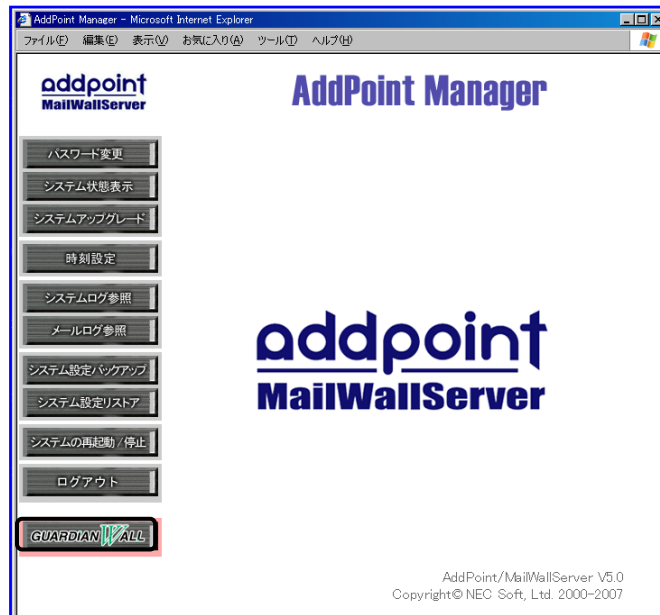 AddPoint Manager - Microsoft Internet Explorer
ファイル(F) 編集(E) 表示(V) お気に入り(A) ツール(T) ヘルプ(H)
addpoint
MailWallServer
AddPoint Manager
パスワード変更
システム状態表示
システムアップグレード
時刻設定
システムログ参照
メールログ参照
システム設定バックアップ
システム設定リストア
システムの再起動/停止
ログアウト
GUARDIAN WALL
addpoint
MailWallServer
AddPoint/MailWallServer V5.0
Copyright© NEC Soft, Ltd. 2000-2007